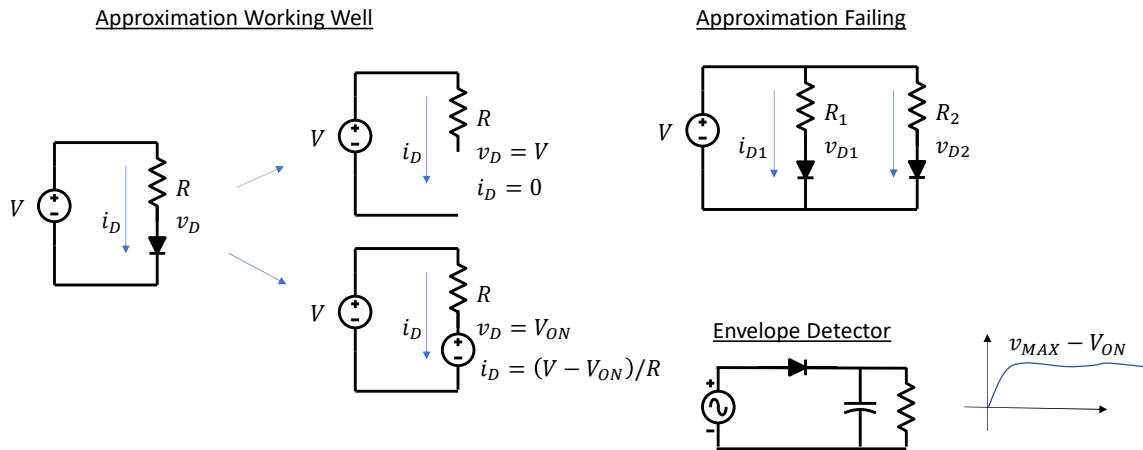 Approximation Working Well
V
+
-
i_D
R
v_D
V
+
-
i_D
R
v_D = V
i_D = 0
V
+
-
i_D
R
v_D = V_ON
+
-
i_D = (V − V_ON)/R
Approximation Failing
V
+
-
i_D1
R_1
v_D1
R_2
v_D2
Envelope Detector
+
-
v_MAX − V_ON